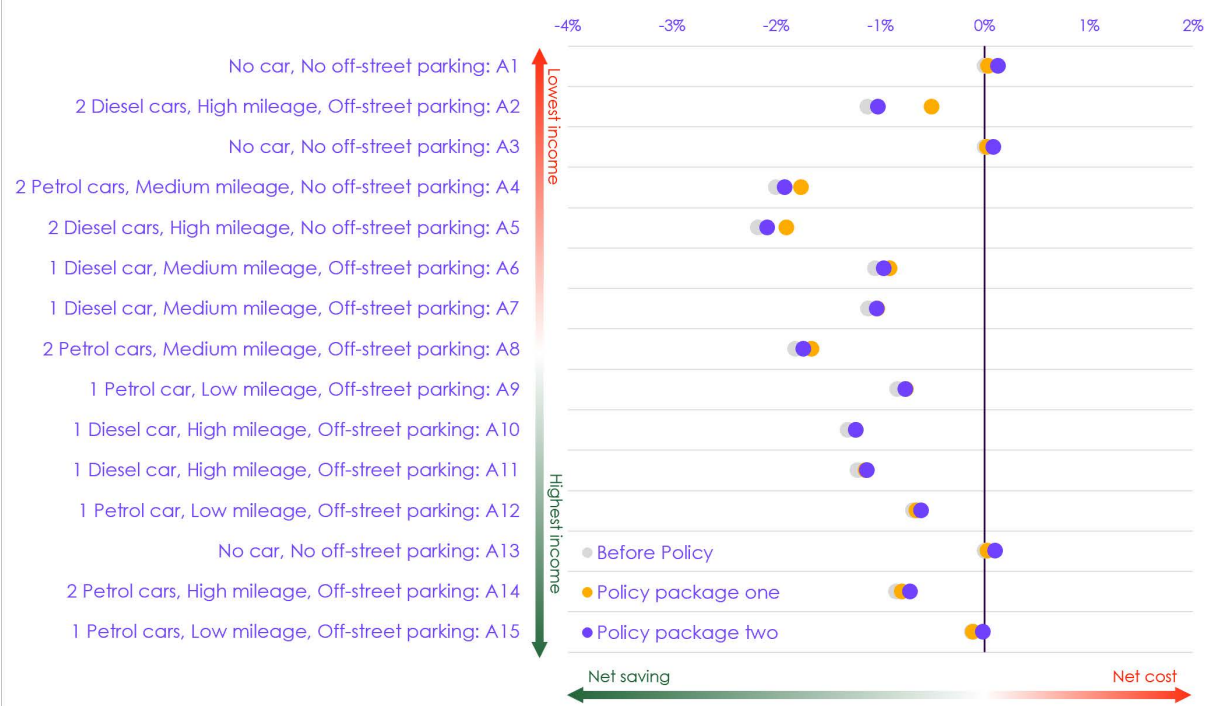 -4% -3% -2% -1% 0% 1% 2%
No car, No off-street parking: A1
2 Diesel cars, High mileage, Off-street parking: A2
No car, No off-street parking: A3
2 Petrol cars, Medium mileage, No off-street parking: A4
2 Diesel cars, High mileage, No off-street parking: A5
1 Diesel car, Medium mileage, Off-street parking: A6
1 Diesel car, Medium mileage, Off-street parking: A7
2 Petrol cars, Medium mileage, Off-street parking: A8
1 Petrol car, Low mileage, Off-street parking: A9
1 Diesel car, High mileage, Off-street parking: A10
1 Diesel car, High mileage, Off-street parking: A11
1 Petrol car, Low mileage, Off-street parking: A12
No car, No off-street parking: A13
2 Petrol cars, High mileage, Off-street parking: A14
1 Petrol cars, Low mileage, Off-street parking: A15
Lowest income
Highest income
Before Policy
Policy package one
Policy package two
Net saving
Net cost